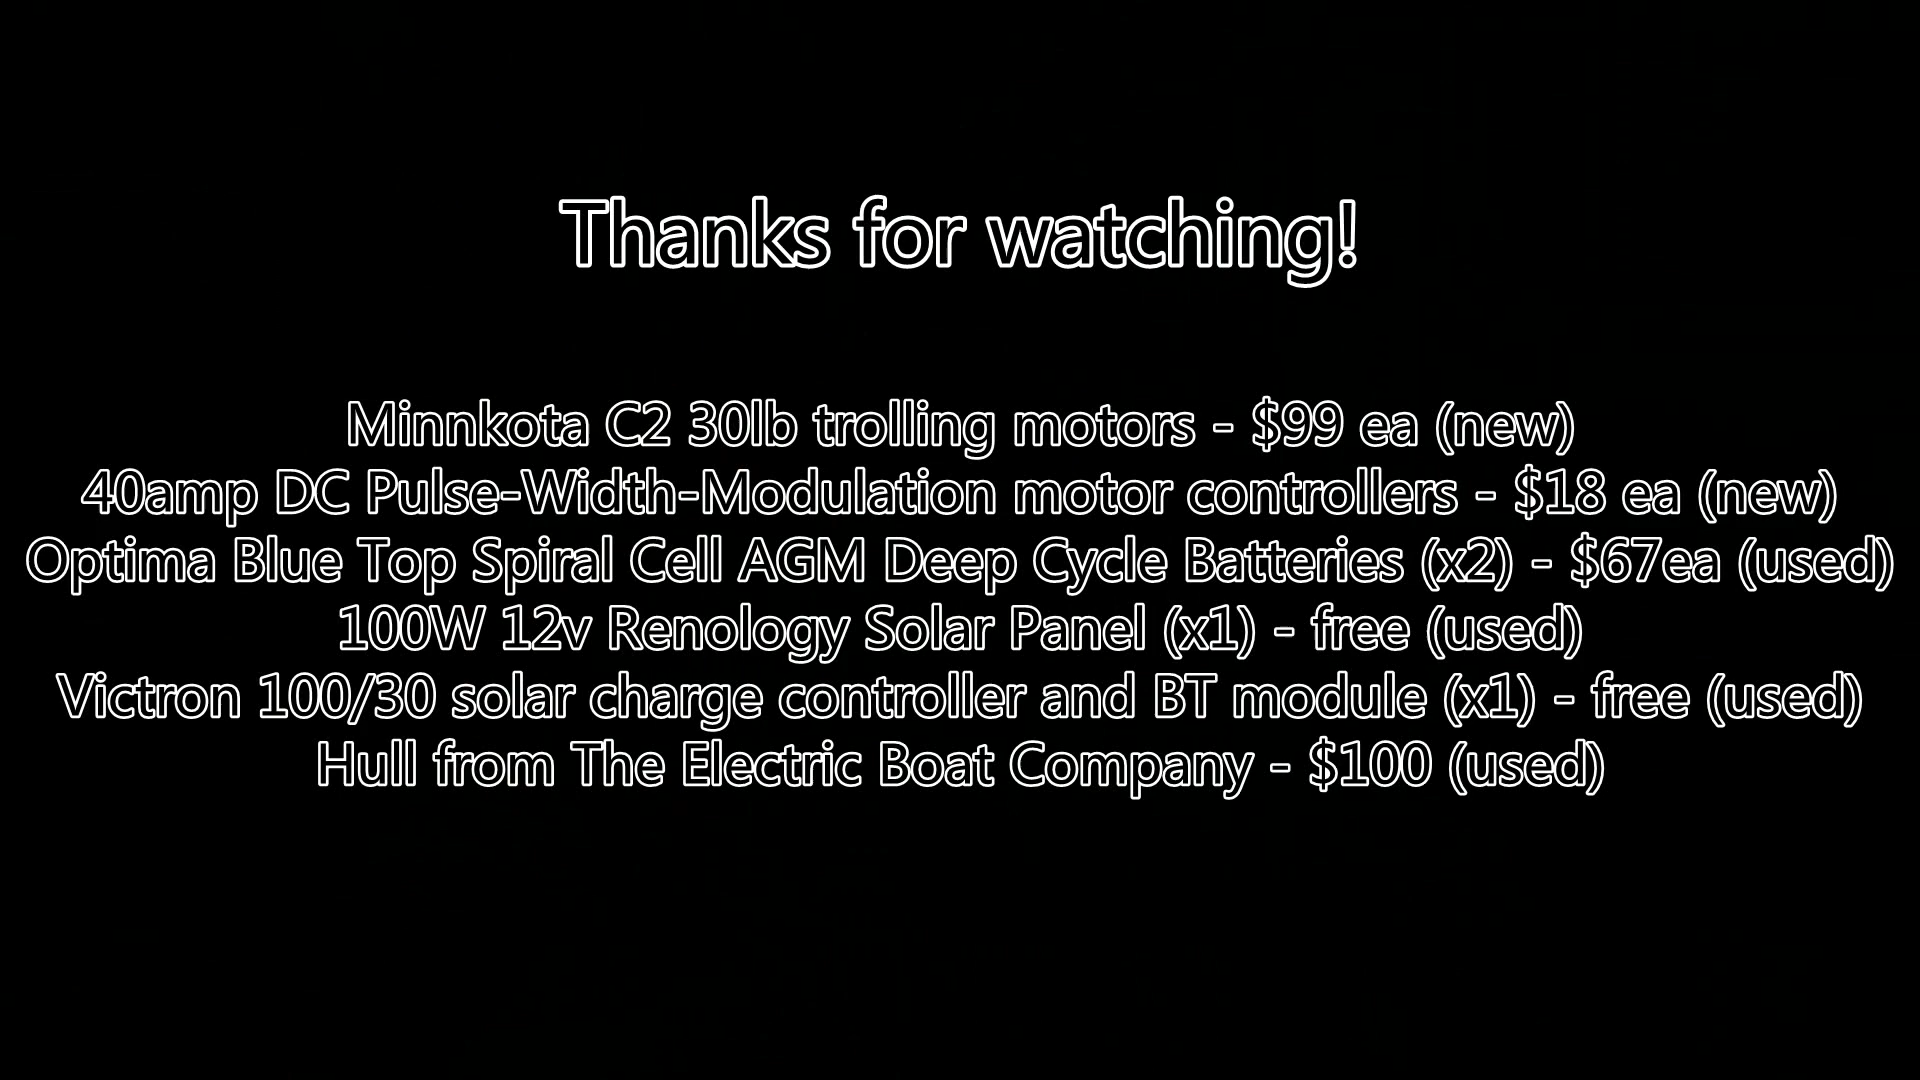 Thanks for watching!
Minnkota C2 30lb trolling motors - $99 ea (new)
40amp DC Pulse-Width-Modulation motor controllers - $18 ea (new)
Optima Blue Top Spiral Cell AGM Deep Cycle Batteries (x2) - $67ea (used)
100W 12v Renology Solar Panel (x1) - free (used)
Victron 100/30 solar charge controller and BT module (x1) - free (used)
Hull from The Electric Boat Company - $100 (used)